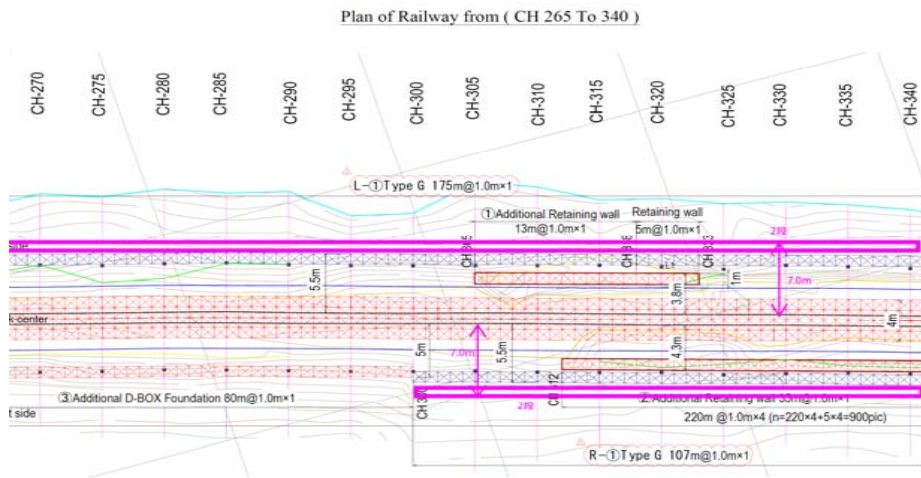 Plan of Railway from ( CH 265 To 340 )
CH-270
CH-275
CH-280
CH-285
CH-290
CH-295
CH-300
CH-305
CH-310
CH-315
CH-320
CH-325
CH-330
CH-335
CH-340
L-①Type G 175m@1.0m×1
①Additional Retaining wall
13m@1.0m×1
Retaining wall
5m@1.0m×1
2段
5.5m
1m
7.0m
3.8m
center
4m
5m
7.0m
5.5m
4.3m
③Additional D-BOX Foundation 80m@1.0m×1
2段
Additional Retaining wall
t side
220m @1.0m×4 (n=220×4+5×4=900pic)
R-①Type G 107m@1.0m×1